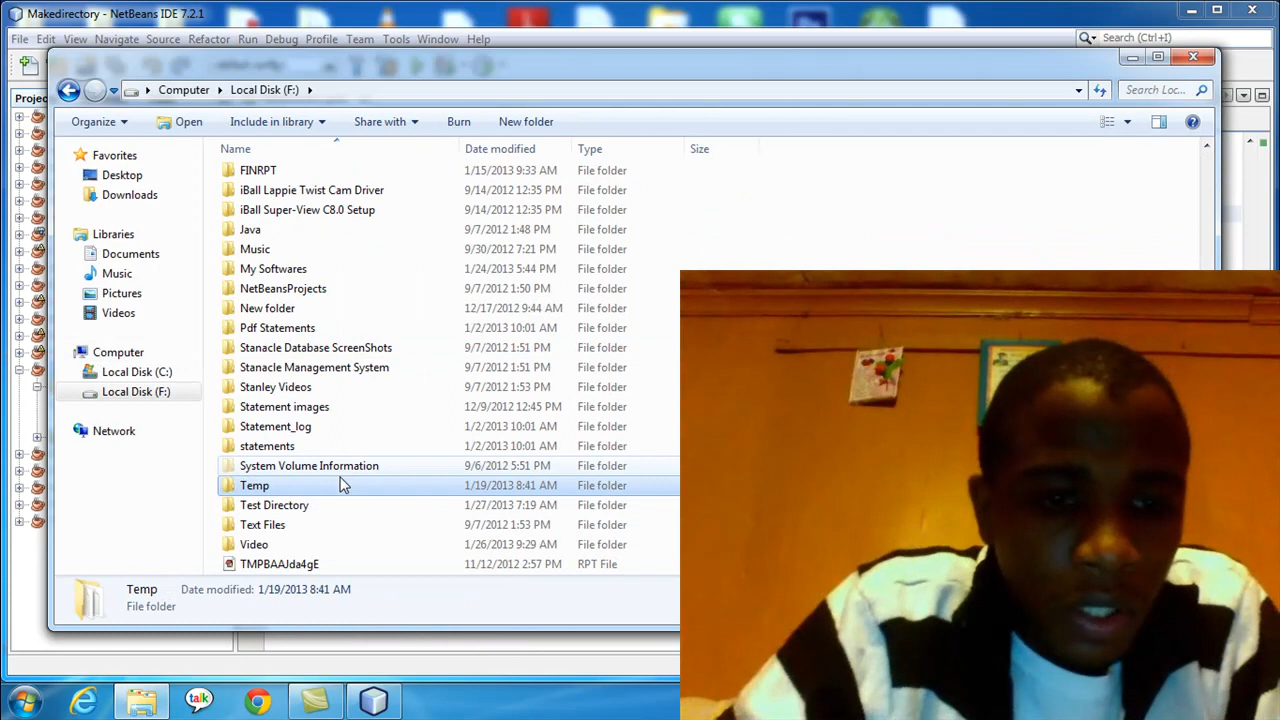 Makedirectory - NetBeans IDE 7.2.1
File Edit View Navigate Source Refactor Run Debug Profile Team Tools Window Help
Search (Ctrl+I)
Projec
Computer Local Disk (F:)
Search Loc...
Organize Open Include in library Share with Burn New folder
Name Date modified Type Size
Favorites
Desktop
Downloads
Libraries
Documents
Music
Pictures
Videos
Computer
Local Disk (C:)
Local Disk (F:)
Network
FINRPT 1/15/2013 9:33 AM File folder
iBall Lappie Twist Cam Driver 9/14/2012 12:35 PM File folder
iBall Super-View C8.0 Setup 9/14/2012 12:35 PM File folder
Java 9/7/2012 1:48 PM File folder
Music 9/30/2012 7:21 PM File folder
My Softwares 1/24/2013 5:44 PM File folder
NetBeansProjects 9/7/2012 1:50 PM File folder
New folder 12/17/2012 9:44 AM File folder
Pdf Statements 1/2/2013 10:01 AM File folder
Stanacle Database ScreenShots 9/7/2012 1:51 PM File folder
Stanacle Management System 9/7/2012 1:51 PM File folder
Stanley Videos 9/7/2012 1:53 PM File folder
Statement images 12/9/2012 12:45 PM File folder
Statement_log 1/2/2013 10:01 AM File folder
statements 1/2/2013 10:01 AM File folder
System Volume Information 9/6/2012 5:51 PM File folder
Temp 1/19/2013 8:41 AM File folder
Test Directory 1/27/2013 7:19 AM File folder
Text Files 9/7/2012 1:53 PM File folder
Video 1/26/2013 9:29 AM File folder
TMPBAAJda4gE 11/12/2012 2:57 PM RPT File
Temp Date modified: 1/19/2013 8:41 AM
File folder
talk